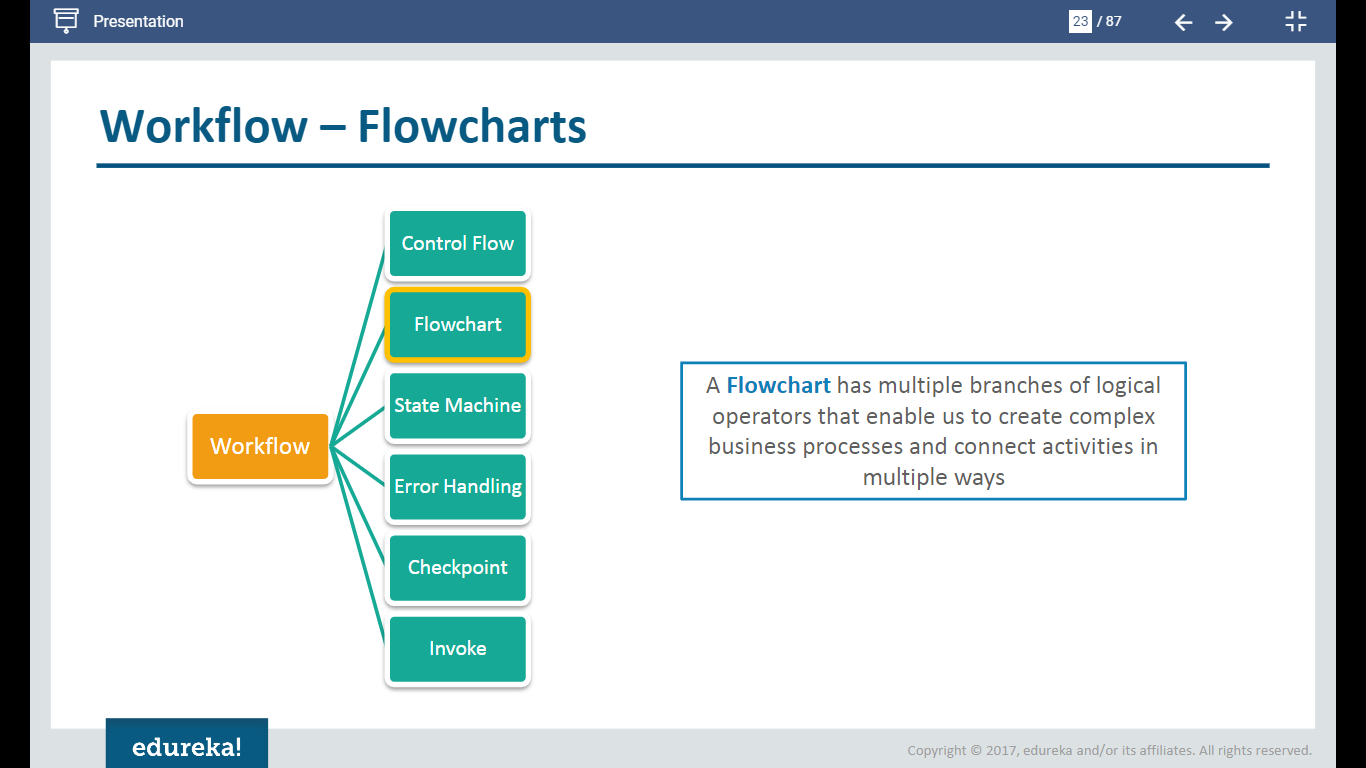 Presentation
23 / 87
Workflow – Flowcharts
Control Flow
Flowchart
State Machine
Error Handling
Checkpoint
Invoke
Workflow
A Flowchart has multiple branches of logical
operators that enable us to create complex
business processes and connect activities in
multiple ways
edureka!
Copyright © 2017, edureka and/or its affiliates. All rights reserved.